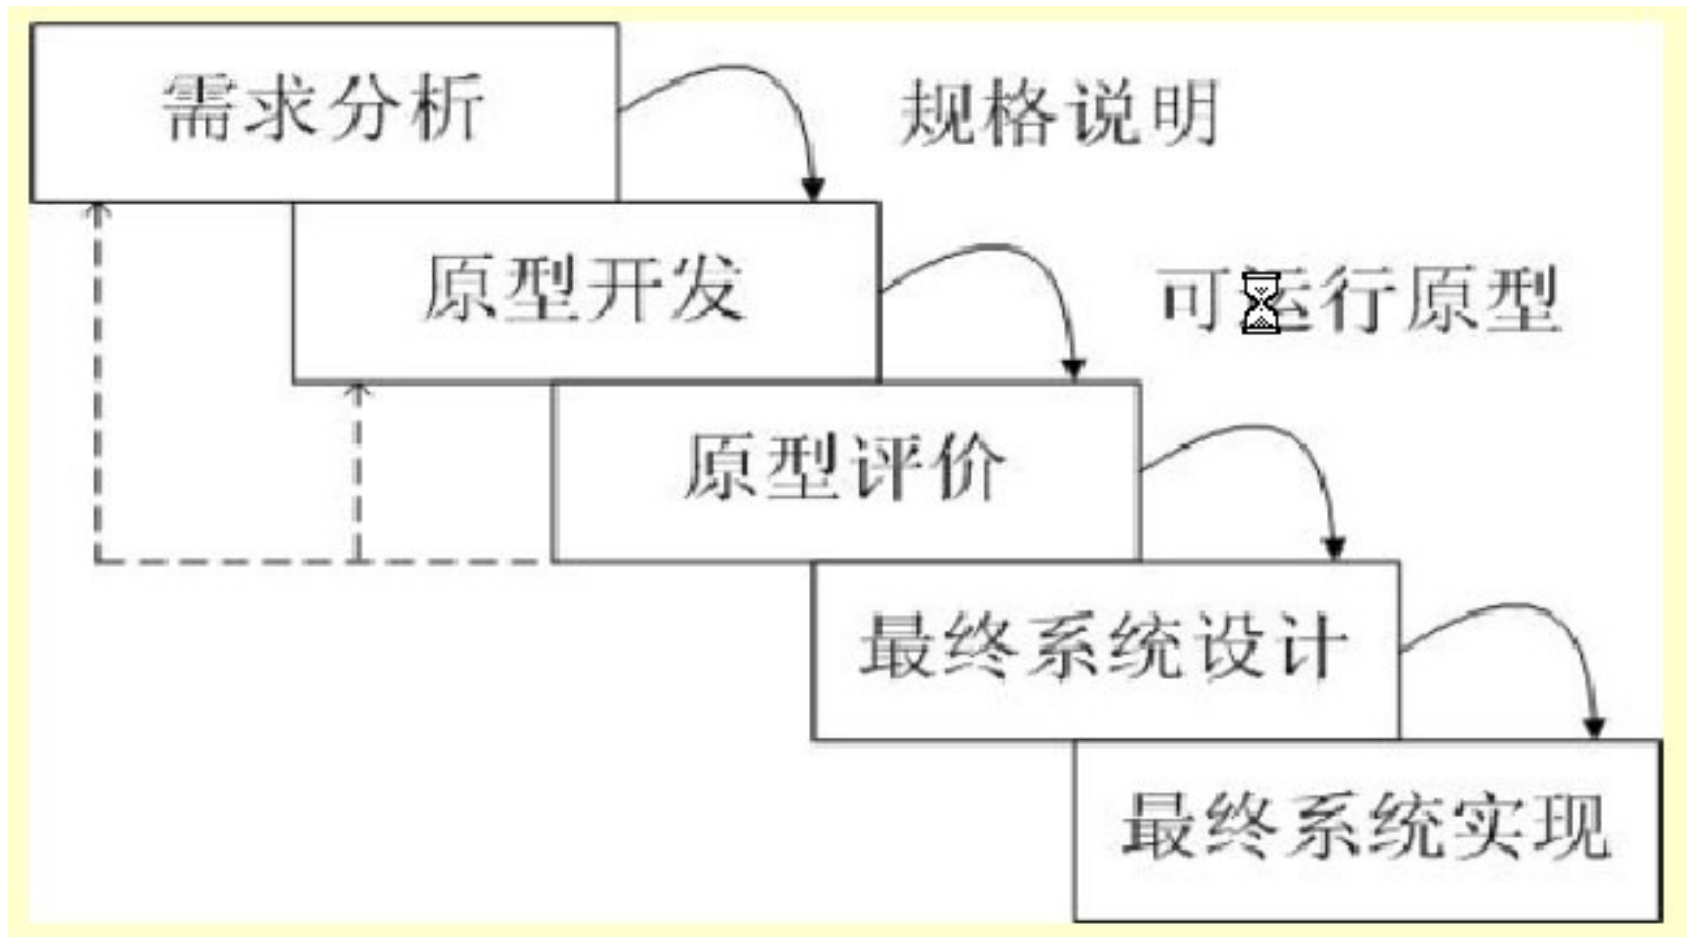 需求分析
规格说明
原型开发
可运行原型
原型评价
最终系统设计
最终系统实现